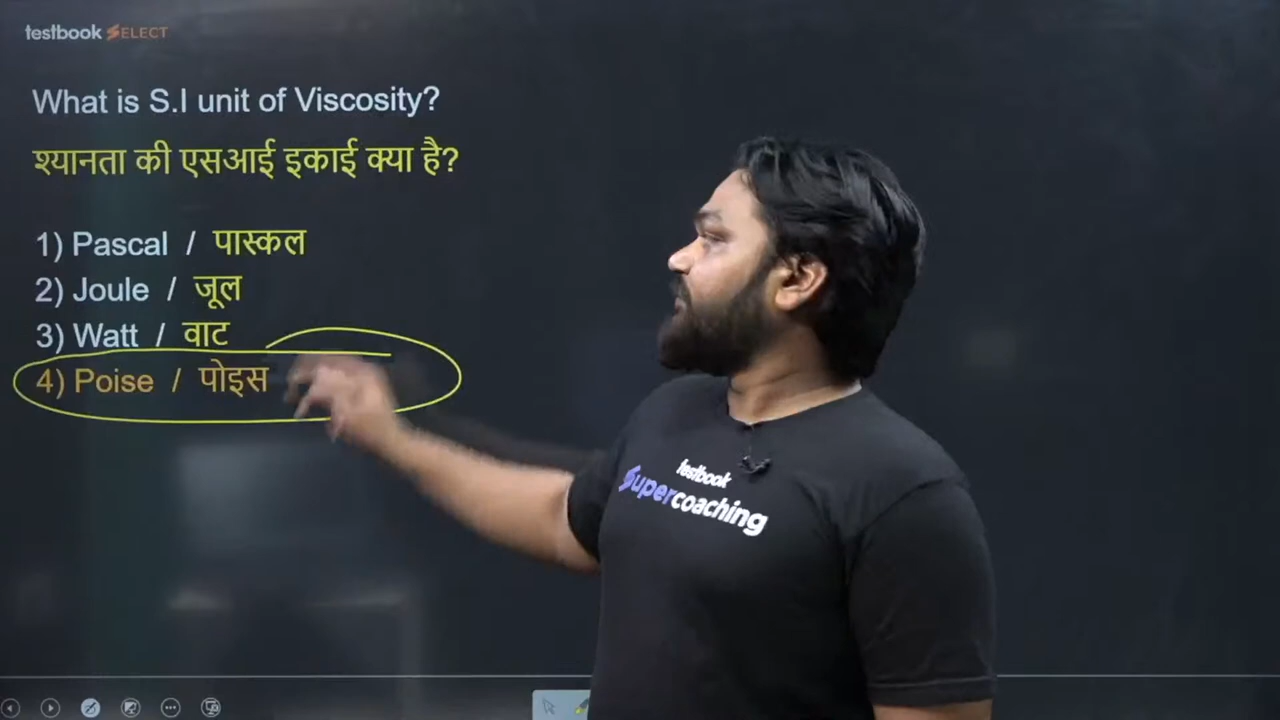 testbook SELECT
What is S.I unit of Viscosity?
श्यानता की एसआई इकाई क्या है?
1) Pascal / पास्कल
2) Joule / जूल
3) Watt / वाट
4) Poise / पोइस
testbook
Supercoaching